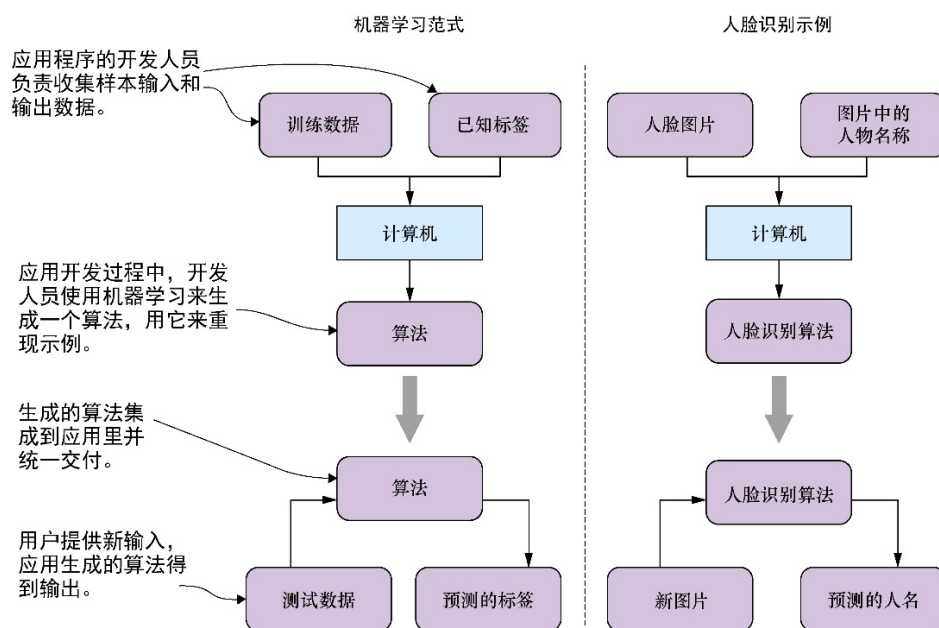 机器学习范式
人脸识别示例
应用程序的开发人员
负责收集样本输入和
输出数据。
训练数据
已知标签
人脸图片
图片中的
人物名称
计算机
计算机
应用开发过程中，开发
人员使用机器学习来生
成一个算法，用它来重
现示例。
算法
人脸识别算法
生成的算法集
成到应用里并
统一交付。
算法
人脸识别算法
用户提供新输入，
应用生成的算法得
到输出。
测试数据
预测的标签
新图片
预测的人名